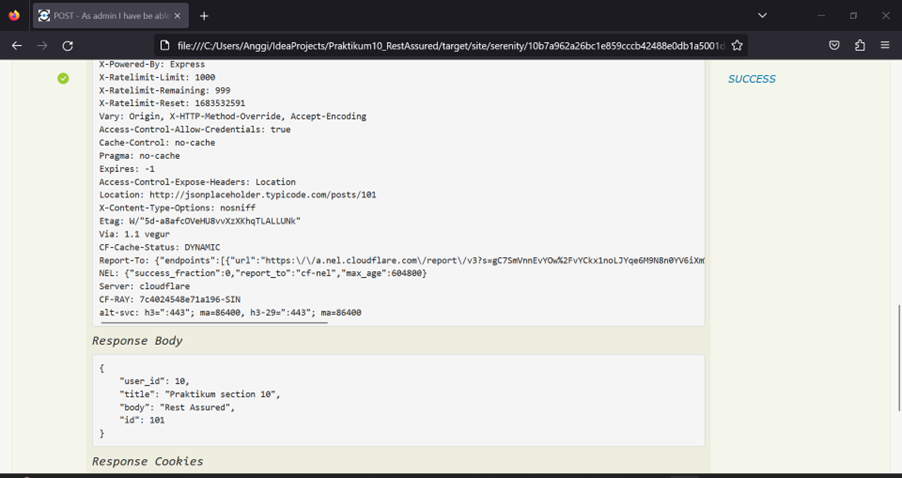 POST - As admin I have be able
file:///C:/Users/Anggi/IdeaProjects/Praktikum10_RestAssured/target/site/serenity/10b7a962a26bc1e859cccb42488e0db1a5001d
X-Powered-By: Express
X-Ratelimit-Limit: 1000
X-Ratelimit-Remaining: 999
X-Ratelimit-Reset: 1683532591
Vary: Origin, X-HTTP-Method-Override, Accept-Encoding
Access-Control-Allow-Credentials: true
Cache-Control: no-cache
Pragma: no-cache
Expires: -1
Access-Control-Expose-Headers: Location
Location: http://jsonplaceholder.typicode.com/posts/101
X-Content-Type-Options: nosniff
Etag: W/"5d-a8afcOVeHU8vvXzXKhqTLALLUNk"
Via: 1.1 vegur
CF-Cache-Status: DYNAMIC
Report-To: {"endpoints":[{"url":"https:\/\/a.nel.cloudflare.com\/report\/v3?s=gC7SmVnnEvYOw%2FvYCkx1noLJYqe6M9N8n0YV6iXm
NEL: {"success_fraction":0,"report_to":"cf-nel","max_age":604800}
Server: cloudflare
CF-RAY: 7c4024548e71a196-SIN
alt-svc: h3=":443"; ma=86400, h3-29=":443"; ma=86400
SUCCESS
Response Body
{
    "user_id": 10,
    "title": "Praktikum section 10",
    "body": "Rest Assured",
    "id": 101
}
Response Cookies